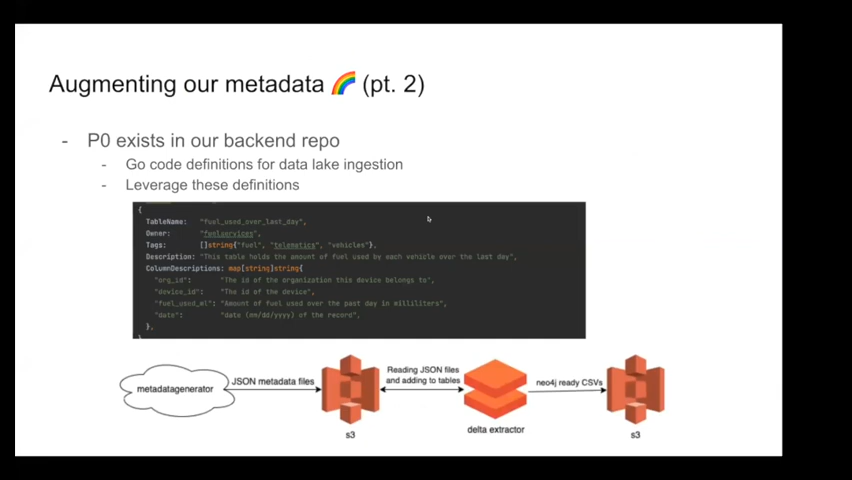 Augmenting our metadata 🌈 (pt. 2)
- P0 exists in our backend repo
- Go code definitions for data lake ingestion
- Leverage these definitions
{
TableName: "fuel_used_over_last_day",
Owner: "fuelservices",
Tags: []string{"fuel", "telematics", "vehicles"},
Description: "This table holds the amount of fuel used by each vehicle over the last day",
ColumnDescriptions: map[string]string{
"org_id": "The id of the organization this device belongs to",
"device_id": "The id of the device",
"fuel_used_ml": "Amount of fuel used over the past day in milliliters",
"date": "date (mm/dd/yyyy) of the record",
},
metadatagenerator
JSON metadata files
s3
Reading JSON files
and adding to tables
delta extractor
neo4j ready CSVs
s3